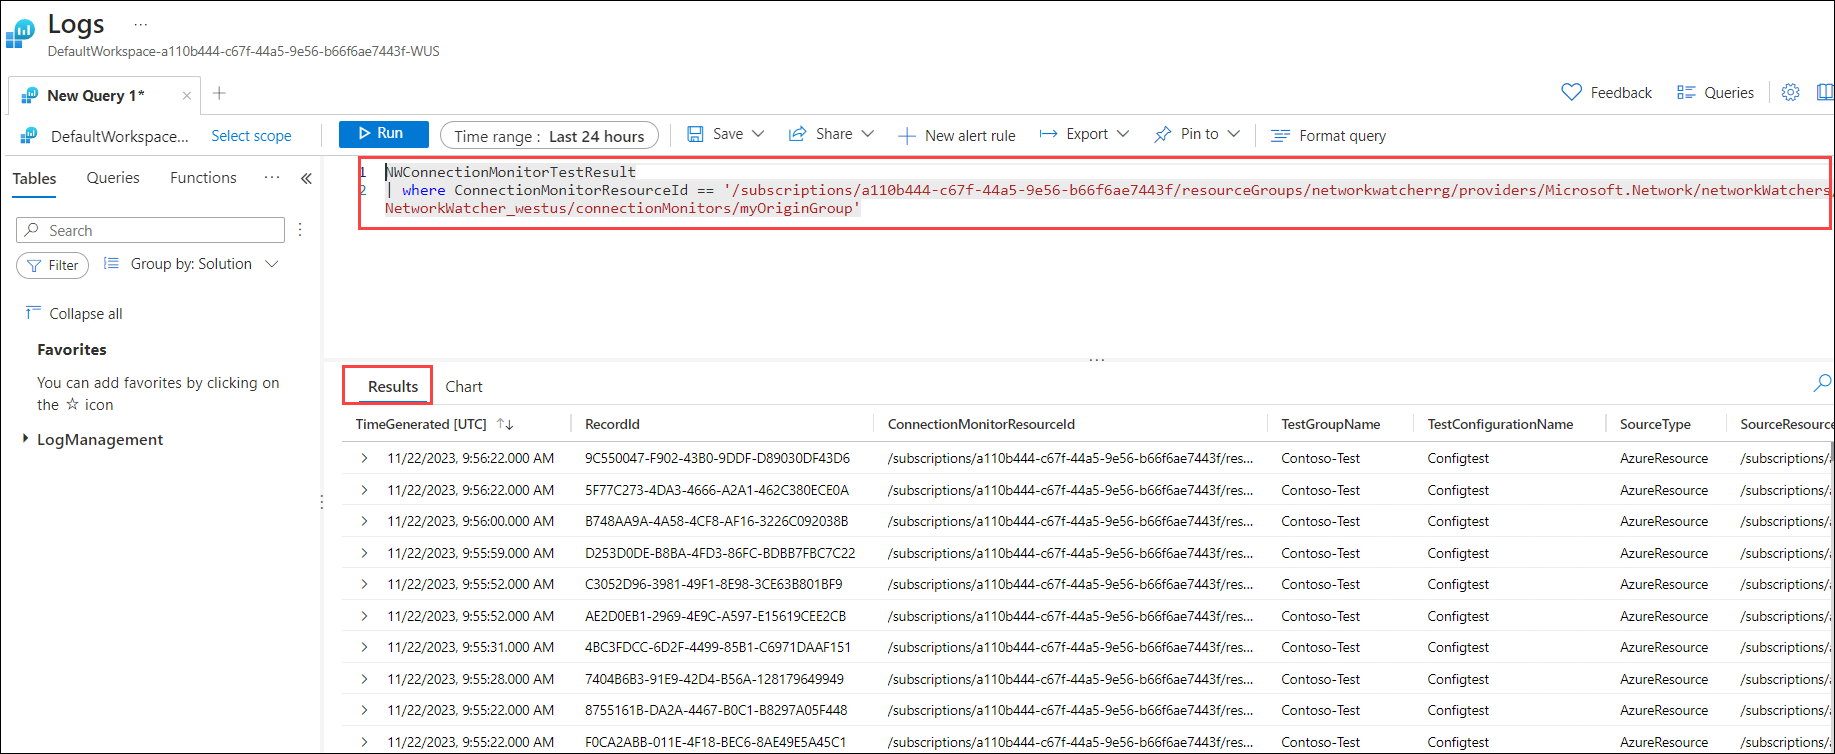 Logs ...
DefaultWorkspace-a110b444-c67f-44a5-9e56-b66f6ae7443f-WUS
New Query 1* × +
Feedback Queries
DefaultWorkspace... Select scope Run Time range : Last 24 hours Save Share New alert rule Export Pin to Format query
Tables Queries Functions ... «
Search
Filter Group by: Solution
Collapse all
Favorites
You can add favorites by clicking on
the ☆ icon
LogManagement
1 NWConnectionMonitorTestResult
2 | where ConnectionMonitorResourceId == '/subscriptions/a110b444-c67f-44a5-9e56-b66f6ae7443f/resourceGroups/networkwatcherrg/providers/Microsoft.Network/networkWatchers/
NetworkWatcher_westus/connectionMonitors/myOriginGroup'
Results Chart
TimeGenerated [UTC] ↑↓ RecordId ConnectionMonitorResourceId TestGroupName TestConfigurationName SourceType SourceResource
11/22/2023, 9:56:22.000 AM 9C550047-F902-43B0-9DDF-D89030DF43D6 /subscriptions/a110b444-c67f-44a5-9e56-b66f6ae7443f/res... Contoso-Test Configtest AzureResource /subscriptions/
11/22/2023, 9:56:22.000 AM 5F77C273-4DA3-4666-A2A1-462C380ECE0A /subscriptions/a110b444-c67f-44a5-9e56-b66f6ae7443f/res... Contoso-Test Configtest AzureResource /subscriptions/
11/22/2023, 9:56:00.000 AM B748AA9A-4A58-4CF8-AF16-3226C092038B /subscriptions/a110b444-c67f-44a5-9e56-b66f6ae7443f/res... Contoso-Test Configtest AzureResource /subscriptions/
11/22/2023, 9:55:59.000 AM D253D0DE-B8BA-4FD3-86FC-BDBB7FBC7C22 /subscriptions/a110b444-c67f-44a5-9e56-b66f6ae7443f/res... Contoso-Test Configtest AzureResource /subscriptions/
11/22/2023, 9:55:52.000 AM C3052D96-3981-49F1-8E98-3CE63B801BF9 /subscriptions/a110b444-c67f-44a5-9e56-b66f6ae7443f/res... Contoso-Test Configtest AzureResource /subscriptions/
11/22/2023, 9:55:52.000 AM AE2D0EB1-2969-4E9C-A597-E15619CEE2CB /subscriptions/a110b444-c67f-44a5-9e56-b66f6ae7443f/res... Contoso-Test Configtest AzureResource /subscriptions/
11/22/2023, 9:55:31.000 AM 4BC3FDCC-6D2F-4499-85B1-C6971DAAF151 /subscriptions/a110b444-c67f-44a5-9e56-b66f6ae7443f/res... Contoso-Test Configtest AzureResource /subscriptions/
11/22/2023, 9:55:28.000 AM 7404B6B3-91E9-42D4-B56A-128179649949 /subscriptions/a110b444-c67f-44a5-9e56-b66f6ae7443f/res... Contoso-Test Configtest AzureResource /subscriptions/
11/22/2023, 9:55:22.000 AM 8755161B-DA2A-4467-B0C1-B8297A05F448 /subscriptions/a110b444-c67f-44a5-9e56-b66f6ae7443f/res... Contoso-Test Configtest AzureResource /subscriptions/
11/22/2023, 9:55:22.000 AM F0CA2ABB-011E-4F18-BEC6-8AE49E5A45C1 /subscriptions/a110b444-c67f-44a5-9e56-b66f6ae7443f/res... Contoso-Test Configtest AzureResource /subscriptions/